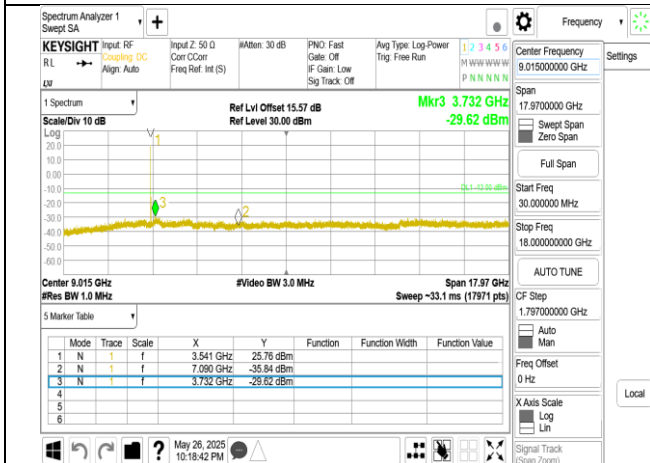 Spectrum Analyzer 1
Swept SA
+
Frequency
KEYSIGHT
RL
LXI
Input: RF
Coupling: DC
Align: Auto
Input Z: 50 Ω
Corr CCorr
Freq Ref: Int (S)
#Atten: 30 dB
PNO: Fast
Gate: Off
IF Gain: Low
Sig Track: Off
Avg Type: Log-Power
Trig: Free Run
1 2 3 4 5 6
M W W W W W
P N N N N N
Center Frequency
9.015000000 GHz
Settings
1 Spectrum
Scale/Div 10 dB
Ref Lvl Offset 15.57 dB
Ref Level 30.00 dBm
Mkr3 3.732 GHz
-29.62 dBm
Span
17.9700000 GHz
Swept Span
Zero Span
Full Span
Start Freq
30.000000 MHz
Stop Freq
18.000000000 GHz
AUTO TUNE
CF Step
1.797000000 GHz
Auto
Man
Freq Offset
0 Hz
X Axis Scale
Log
Lin
Signal Track
(Span Zoom)
Local
Log
20.0
10.0
0.00
-10.0
-20.0
-30.0
-40.0
-50.0
-60.0
1
2
3
DL1 -13.00 dBm
Center 9.015 GHz
#Res BW 1.0 MHz
#Video BW 3.0 MHz
Span 17.97 GHz
Sweep ~33.1 ms (17971 pts)
5 Marker Table
Mode Trace Scale X Y Function Function Width Function Value
1 N 1 f 3.541 GHz 25.76 dBm
2 N 1 f 7.090 GHz -35.84 dBm
3 N 1 f 3.732 GHz -29.62 dBm
4
5
6
?
May 26, 2025
10:18:42 PM